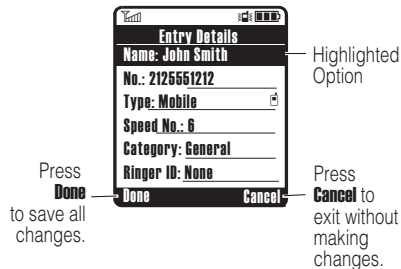 Entry Details
Name: John Smith
No.: 2125551212
Type: Mobile
Speed No.: 6
Category: General
Ringer ID: None
Done
Cancel
Highlighted
Option
Press
Done
to save all
changes.
Press
Cancel to
exit without
making
changes.